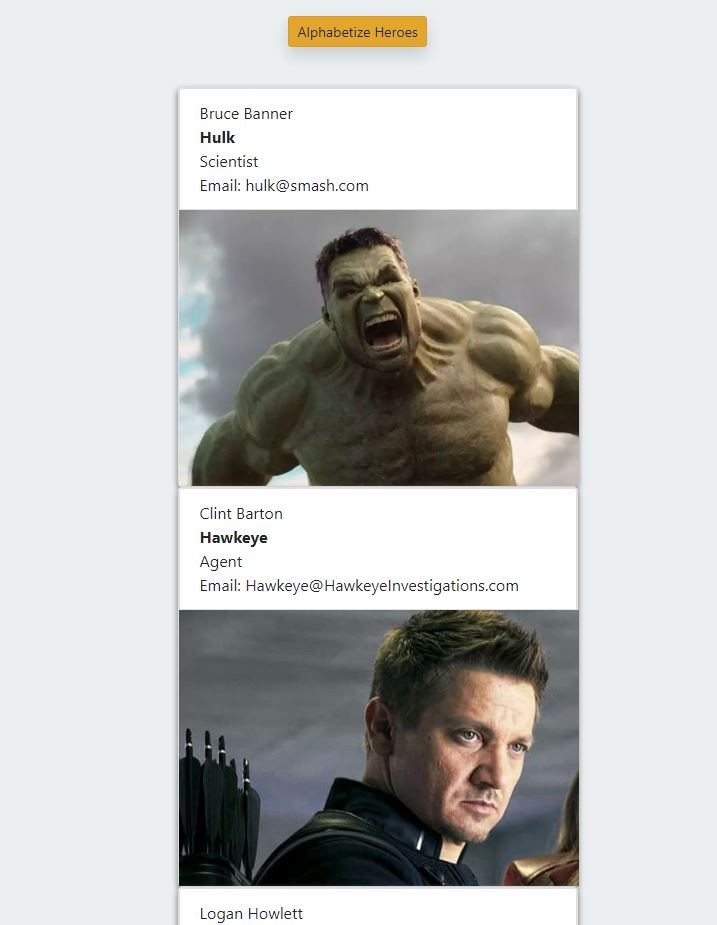 Alphabetize Heroes
Bruce Banner
Hulk
Scientist
Email: hulk@smash.com
Clint Barton
Hawkeye
Agent
Email: Hawkeye@HawkeyeInvestigations.com
Logan Howlett